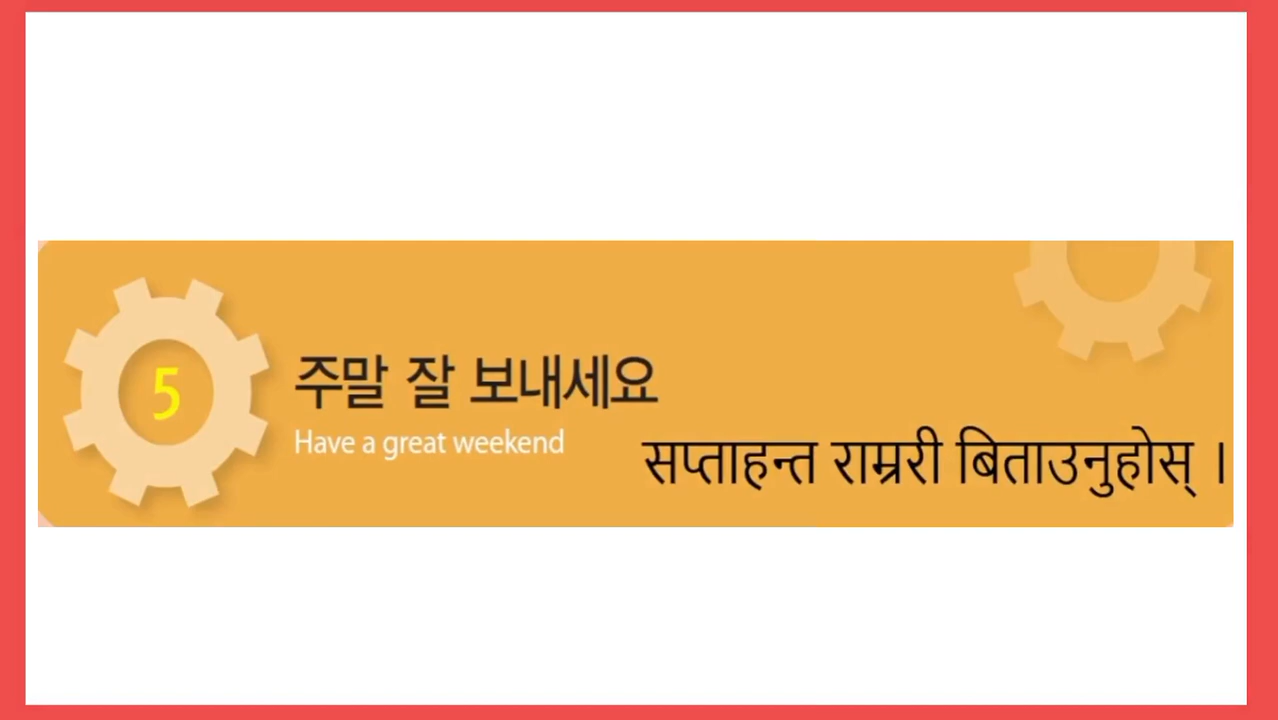 5
주말 잘 보내세요
Have a great weekend
सप्ताहन्त राम्ररी बिताउनुहोस् ।